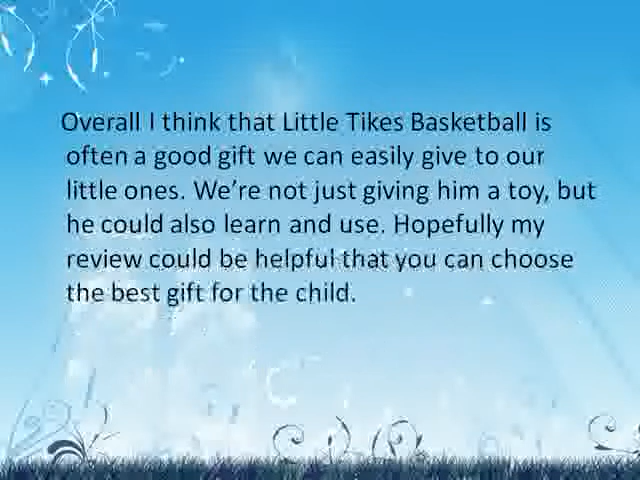 Overall I think that Little Tikes Basketball is
often a good gift we can easily give to our
little ones. We’re not just giving him a toy, but
he could also learn and use. Hopefully my
review could be helpful that you can choose
the best gift for the child.